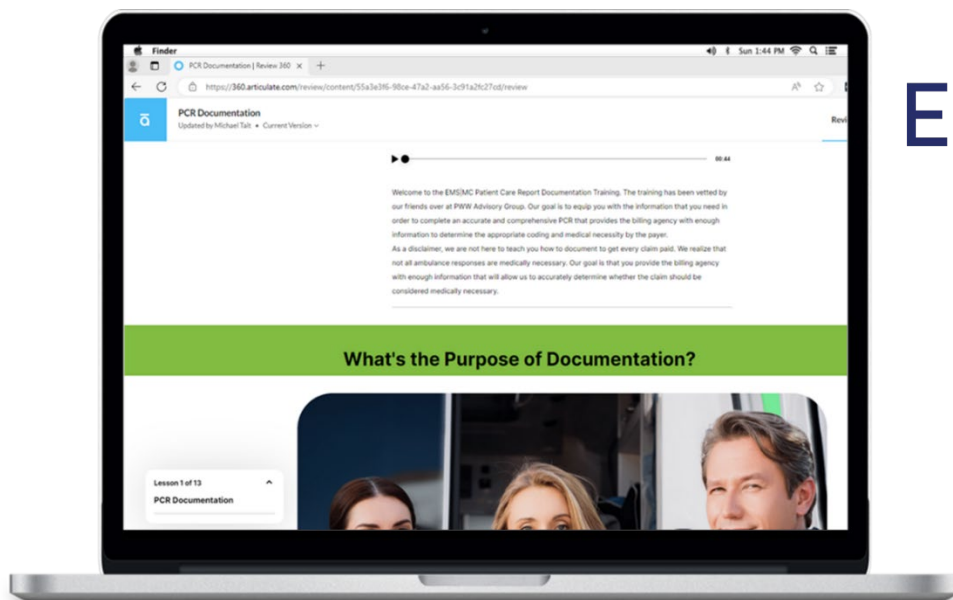 Finder
Sun 1:44 PM
PCR Documentation | Review 360
https://360.articulate.com/review/content/55a3e3f6-98ce-47a2-aa56-3c91a2fc27cd/review
ā
PCR Documentation
Updated by Michael Tait • Current Version
Revi
E
00:44
Welcome to the EMS|MC Patient Care Report Documentation Training. The training has been vetted by
our friends over at PWW Advisory Group. Our goal is to equip you with the information that you need in
order to complete an accurate and comprehensive PCR that provides the billing agency with enough
information to determine the appropriate coding and medical necessity by the payer.
As a disclaimer, we are not here to teach you how to document to get every claim paid. We realize that
not all ambulance responses are medically necessary. Our goal is that you provide the billing agency
with enough information that will allow us to accurately determine whether the claim should be
considered medically necessary.
What's the Purpose of Documentation?
Lesson 1 of 13
PCR Documentation